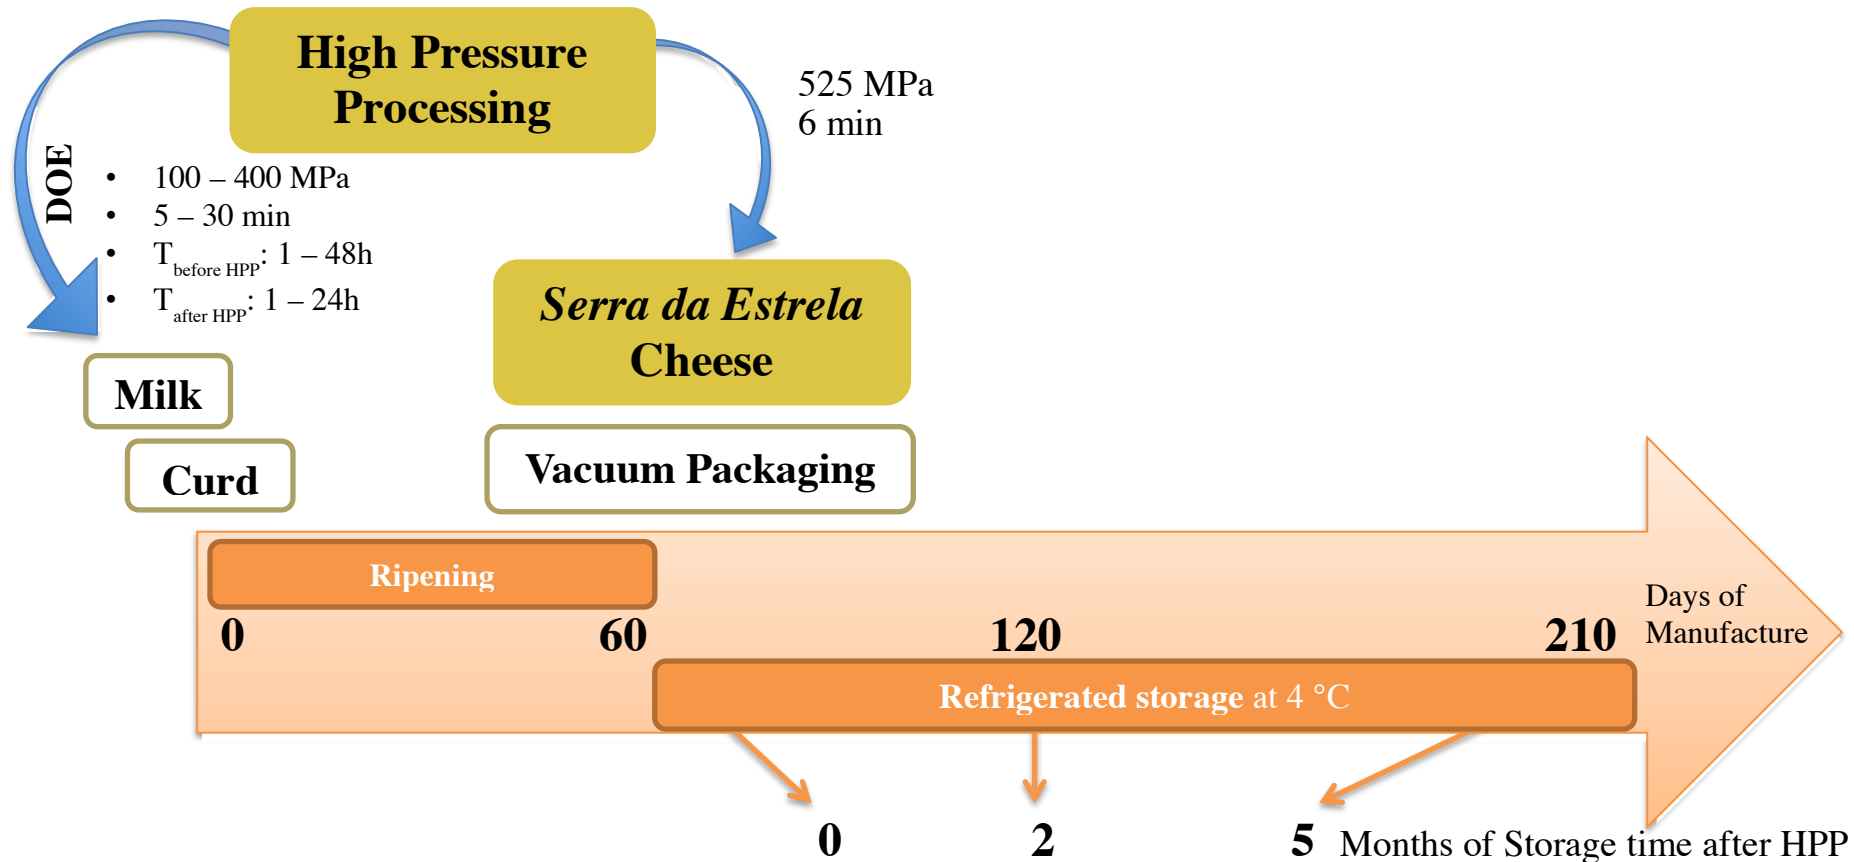 High Pressure
Processing
525 MPa
6 min
DOE
• 100 – 400 MPa
• 5 – 30 min
• T before HPP: 1 – 48h
• T after HPP: 1 – 24h
Serra da Estrela
Cheese
Milk
Curd
Vacuum Packaging
Ripening
0 60 120 210
Days of
Manufacture
Refrigerated storage at 4 °C
0 2 5 Months of Storage time after HPP